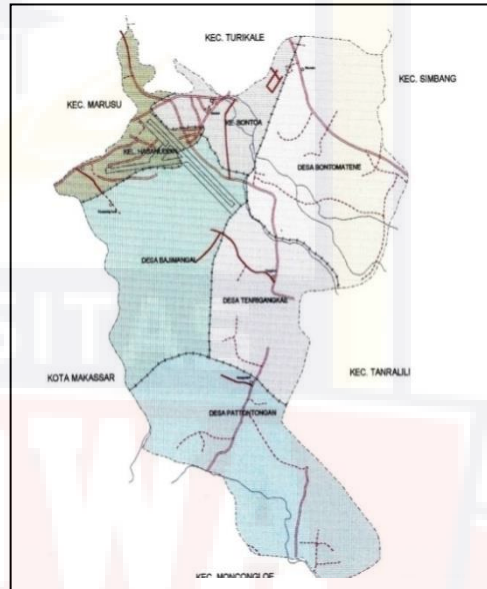 KEC. TURIKALE
KEC. SIMBANG
KEC. MARUSU
KE. BONTOA
KEL. HASANUDDIN
DESA BONTOMATENE
DESA BAJIMANGAI
DESA TENRIGANGKAE
KOTA MAKASSAR
KEC. TANRALILI
DESA PATTONTONGAN
KEC. MONCONGLOE